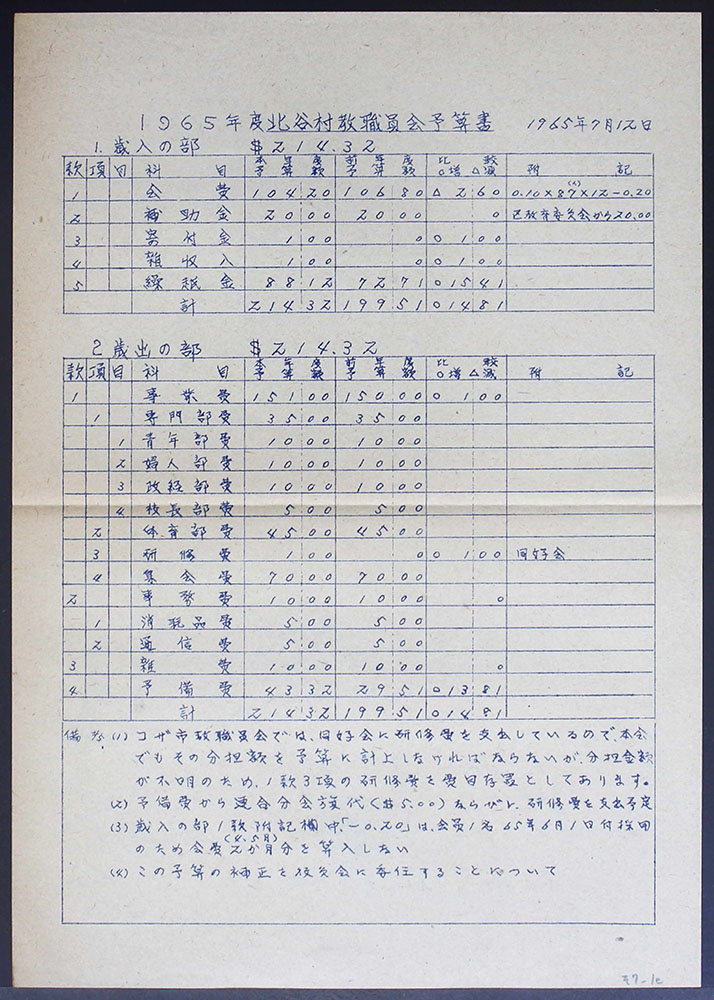 1965年度北谷村教職員会予算書 1965年7月12日
1. 歳入の部 $214.32
款 項 目 科 目 本年度予算額 前年度予算額 比較 ○増 △減 附記
1 会費 104 20 106 80 △ 2 60 0.10×87(人)×12-0.20
2 補助金 20 00 20 00 0 区教育委員会から20.00
3 寄付金 1 00 0 ○ 1 00
4 雑収入 1 00 0 ○ 1 00
5 繰越金 88 12 72 71 ○ 15 41
計 214 32 199 51 ○ 14 81
2 歳出の部 $214.32
款 項 目 科 目 本年度予算額 前年度予算額 比較 ○増 △減 附記
1 事業費 151 00 150 00 ○ 1 00
1 専門部費 35 00 35 00
1 青年部費 10 00 10 00
2 婦人部費 10 00 10 00
3 政経部費 10 00 10 00
4 校長部費 5 00 5 00
2 体育部費 45 00 45 00
3 研修費 1 00 0 ○ 1 00 同好会
4 集会費 70 00 70 00
2 事務費 10 00 10 00 0
1 消耗品費 5 00 5 00
2 通信費 5 00 5 00
3 雑費 10 00 10 00 0
4 予備費 43 32 29 51 ○ 13 81
計 214 32 199 51 ○ 14 81
備考 (1) コザ市教職員会では、同好会に研修費を支出しているので、本会
でもその分担額を予算に計上しなければならないが、分担金額
が不明のため、1款3項の研修費を費目存置としてあります。
(2) 予備費から連合分会旗代($5.00)ならびに、研修費を支出予定
(3) 歳入の部1款附記欄中、「-0.20」は、会員1名65年6月1日付採用
のため会費2か月分(4.5月)を算入しない
(4) この予算の補正を役員会に委任することについて